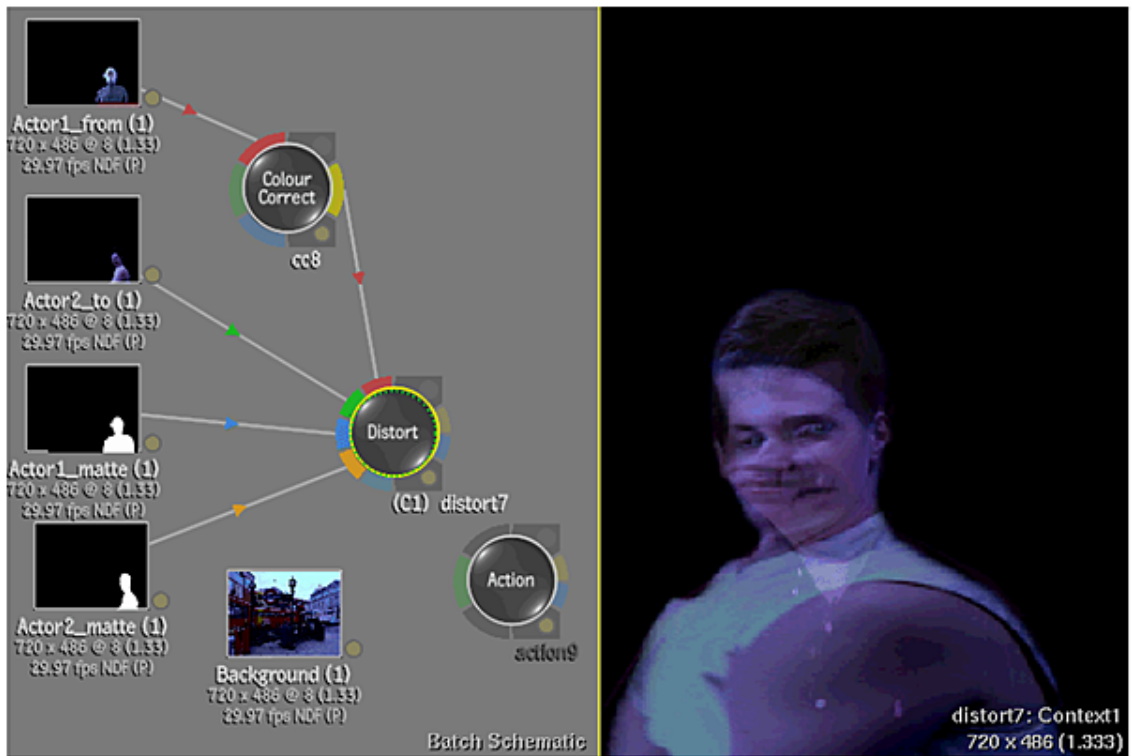 Actor1_from (1)
720 x 486 @ 8 (1.33)
29.97 fps NDF (P)
Colour
Correct
cc8
Actor2_to (1)
720 x 486 @ 8 (1.33)
29.97 fps NDF (P)
Actor1_matte (1)
720 x 486 @ 8 (1.33)
29.97 fps NDF (P)
Distort
(C1) distort7
Actor2_matte (1)
720 x 486 @ 8 (1.33)
29.97 fps NDF (P)
Background (1)
720 x 486 @ 8 (1.33)
29.97 fps NDF (P)
Action
action9
Batch Schematic
distort7: Context1
720 x 486 (1.333)